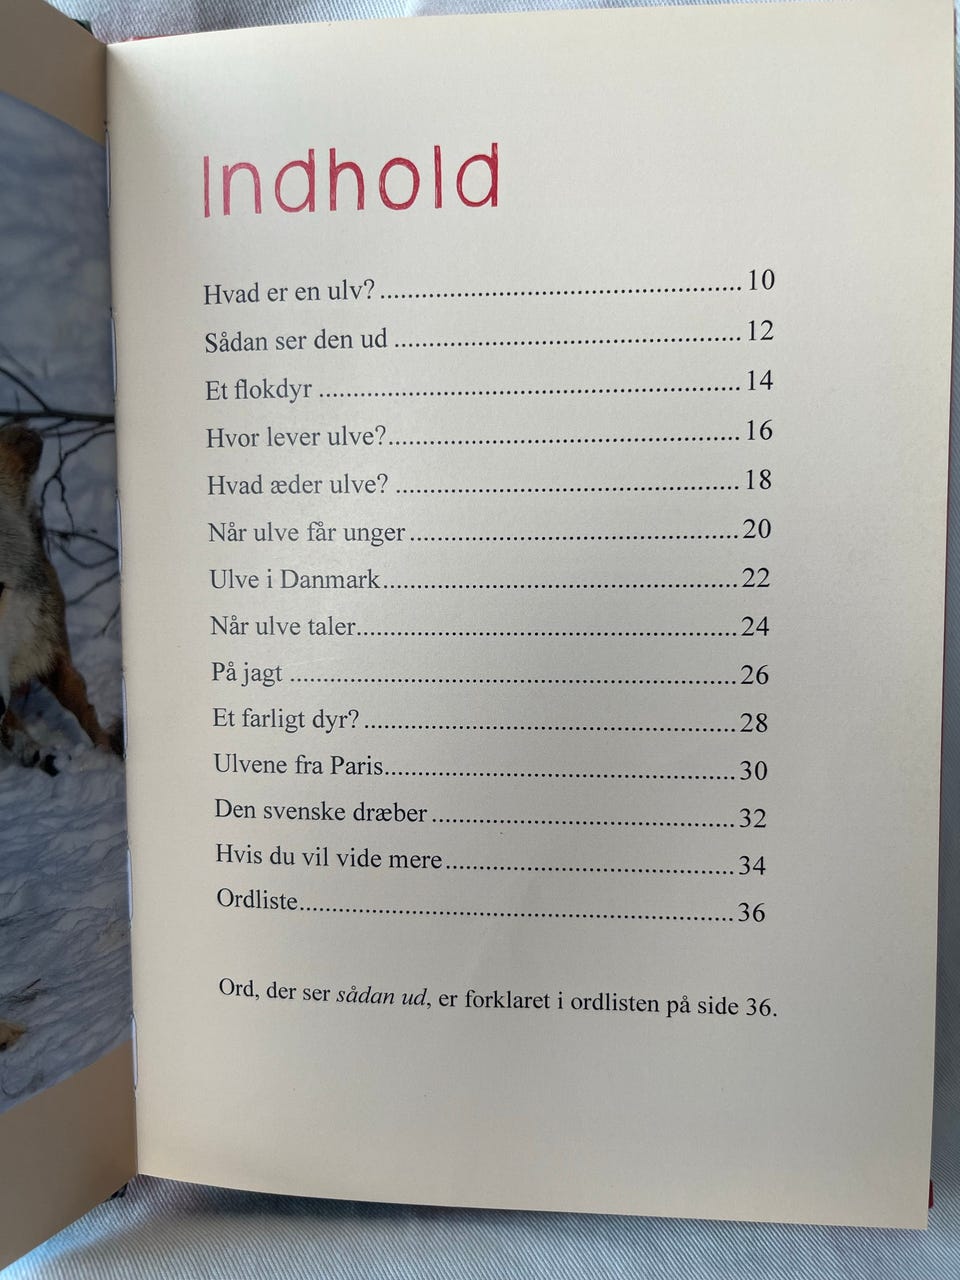 Indhold
Hvad er en ulv? 10
Sådan ser den ud 12
Et flokdyr 14
Hvor lever ulve? 16
Hvad æder ulve? 18
Når ulve får unger 20
Ulve i Danmark 22
Når ulve taler 24
På jagt 26
Et farligt dyr? 28
Ulvene fra Paris 30
Den svenske dræber 32
Hvis du vil vide mere 34
Ordliste 36
Ord, der ser sådan ud, er forklaret i ordlisten på side 36.